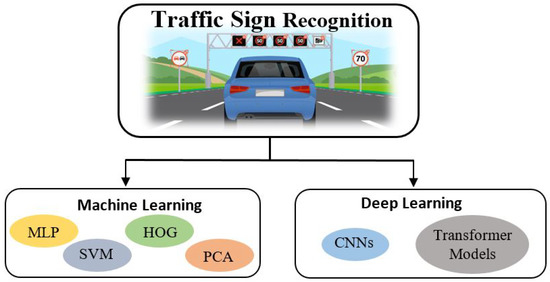 Traffic Sign Recognition
70
Machine Learning
MLP
HOG
SVM
PCA
Deep Learning
CNNs
Transformer
Models